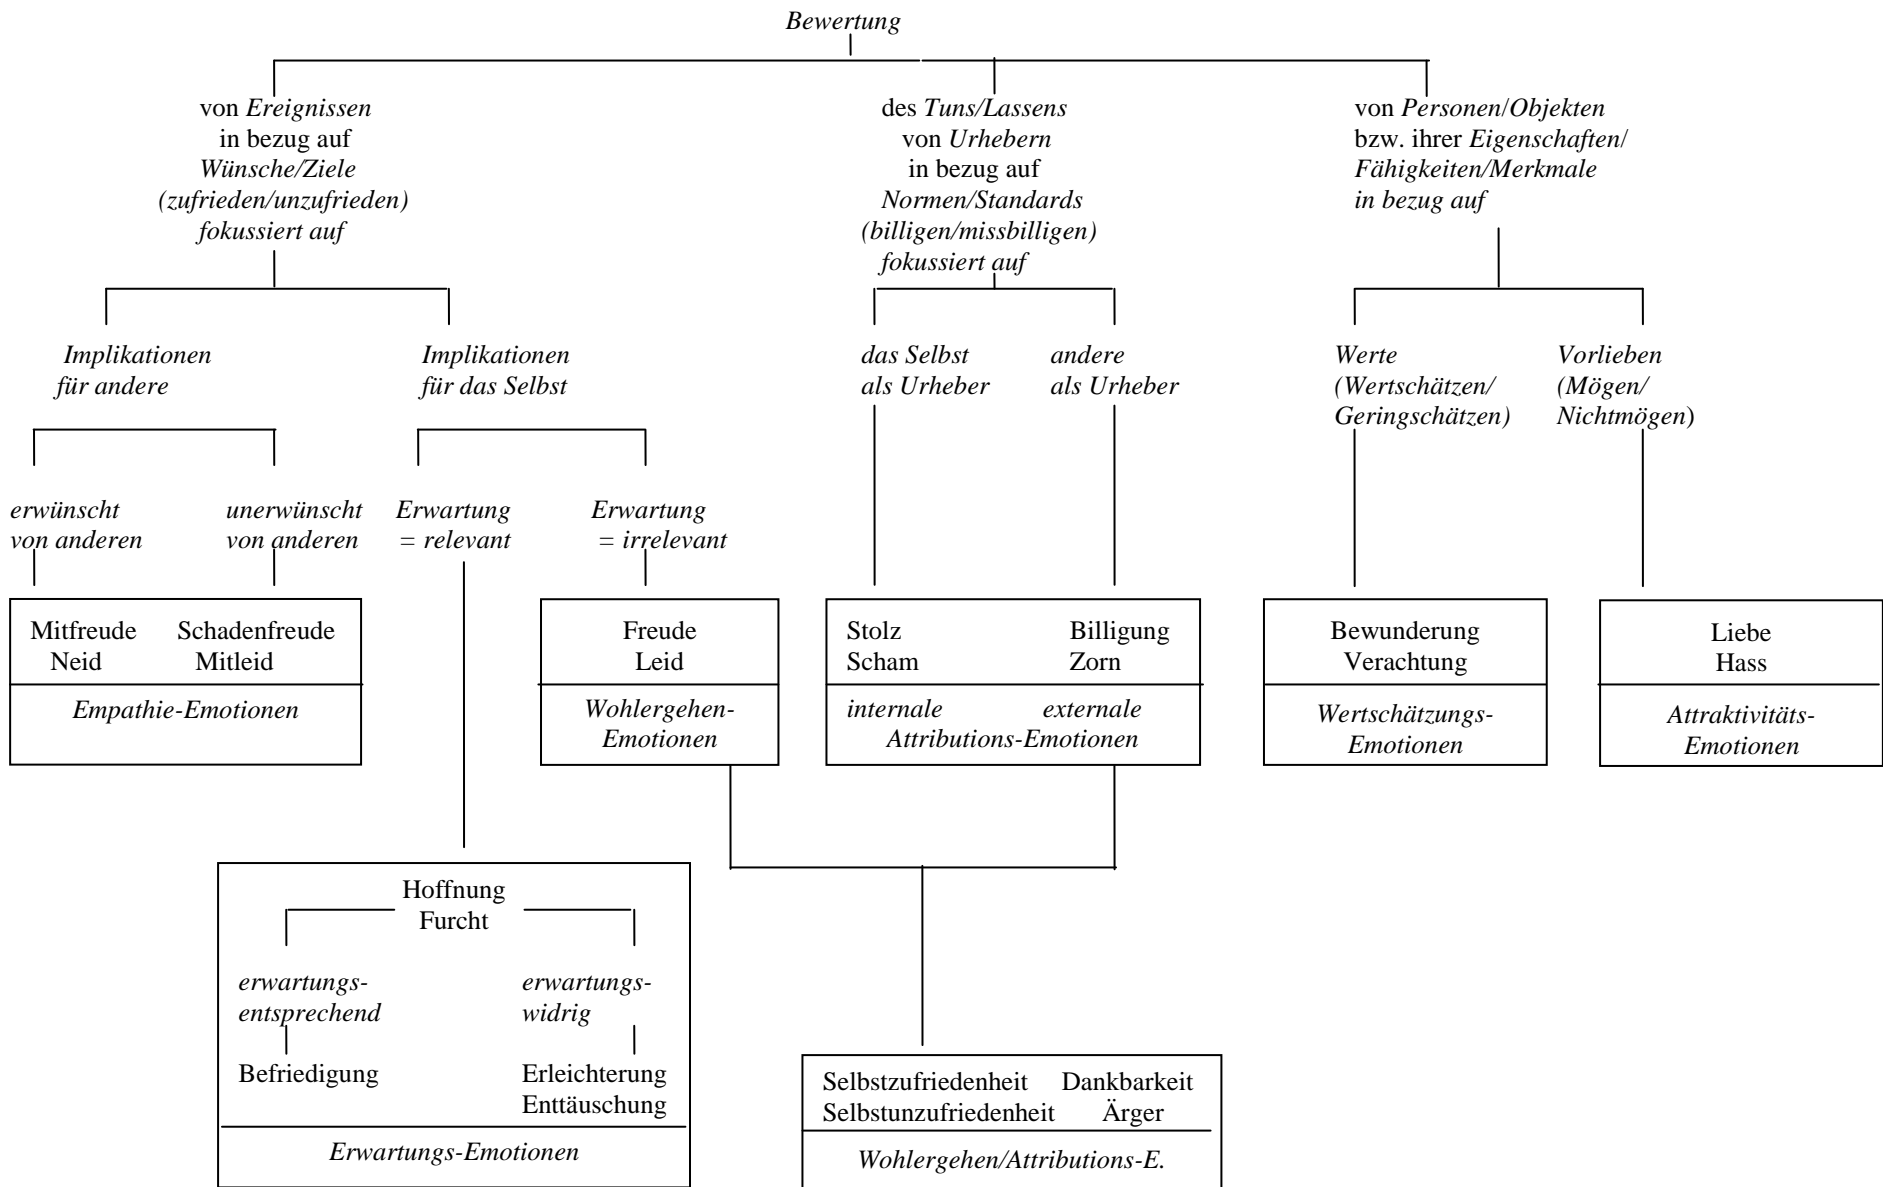 Bewertung
von Ereignissen
in bezug auf
Wünsche/Ziele
(zufrieden/unzufrieden)
fokussiert auf
des Tuns/Lassens
von Urhebern
in bezug auf
Normen/Standards
(billigen/missbilligen)
fokussiert auf
von Personen/Objekten
bzw. ihrer Eigenschaften/
Fähigkeiten/Merkmale
in bezug auf
Implikationen
für andere
Implikationen
für das Selbst
das Selbst
als Urheber
andere
als Urheber
Werte
(Wertschätzen/
Geringschätzen)
Vorlieben
(Mögen/
Nichtmögen)
erwünscht
von anderen
unerwünscht
von anderen
Erwartung
= relevant
Erwartung
= irrelevant
Mitfreude Schadenfreude
Neid Mitleid
Empathie-Emotionen
Freude
Leid
Wohlergehen-
Emotionen
Stolz Billigung
Scham Zorn
internale externale
Attributions-Emotionen
Bewunderung
Verachtung
Wertschätzungs-
Emotionen
Liebe
Hass
Attraktivitäts-
Emotionen
Hoffnung
Furcht
erwartungs-
entsprechend
erwartungs-
widrig
Befriedigung
Erleichterung
Enttäuschung
Erwartungs-Emotionen
Selbstzufriedenheit Dankbarkeit
Selbstunzufriedenheit Ärger
Wohlergehen/Attributions-E.